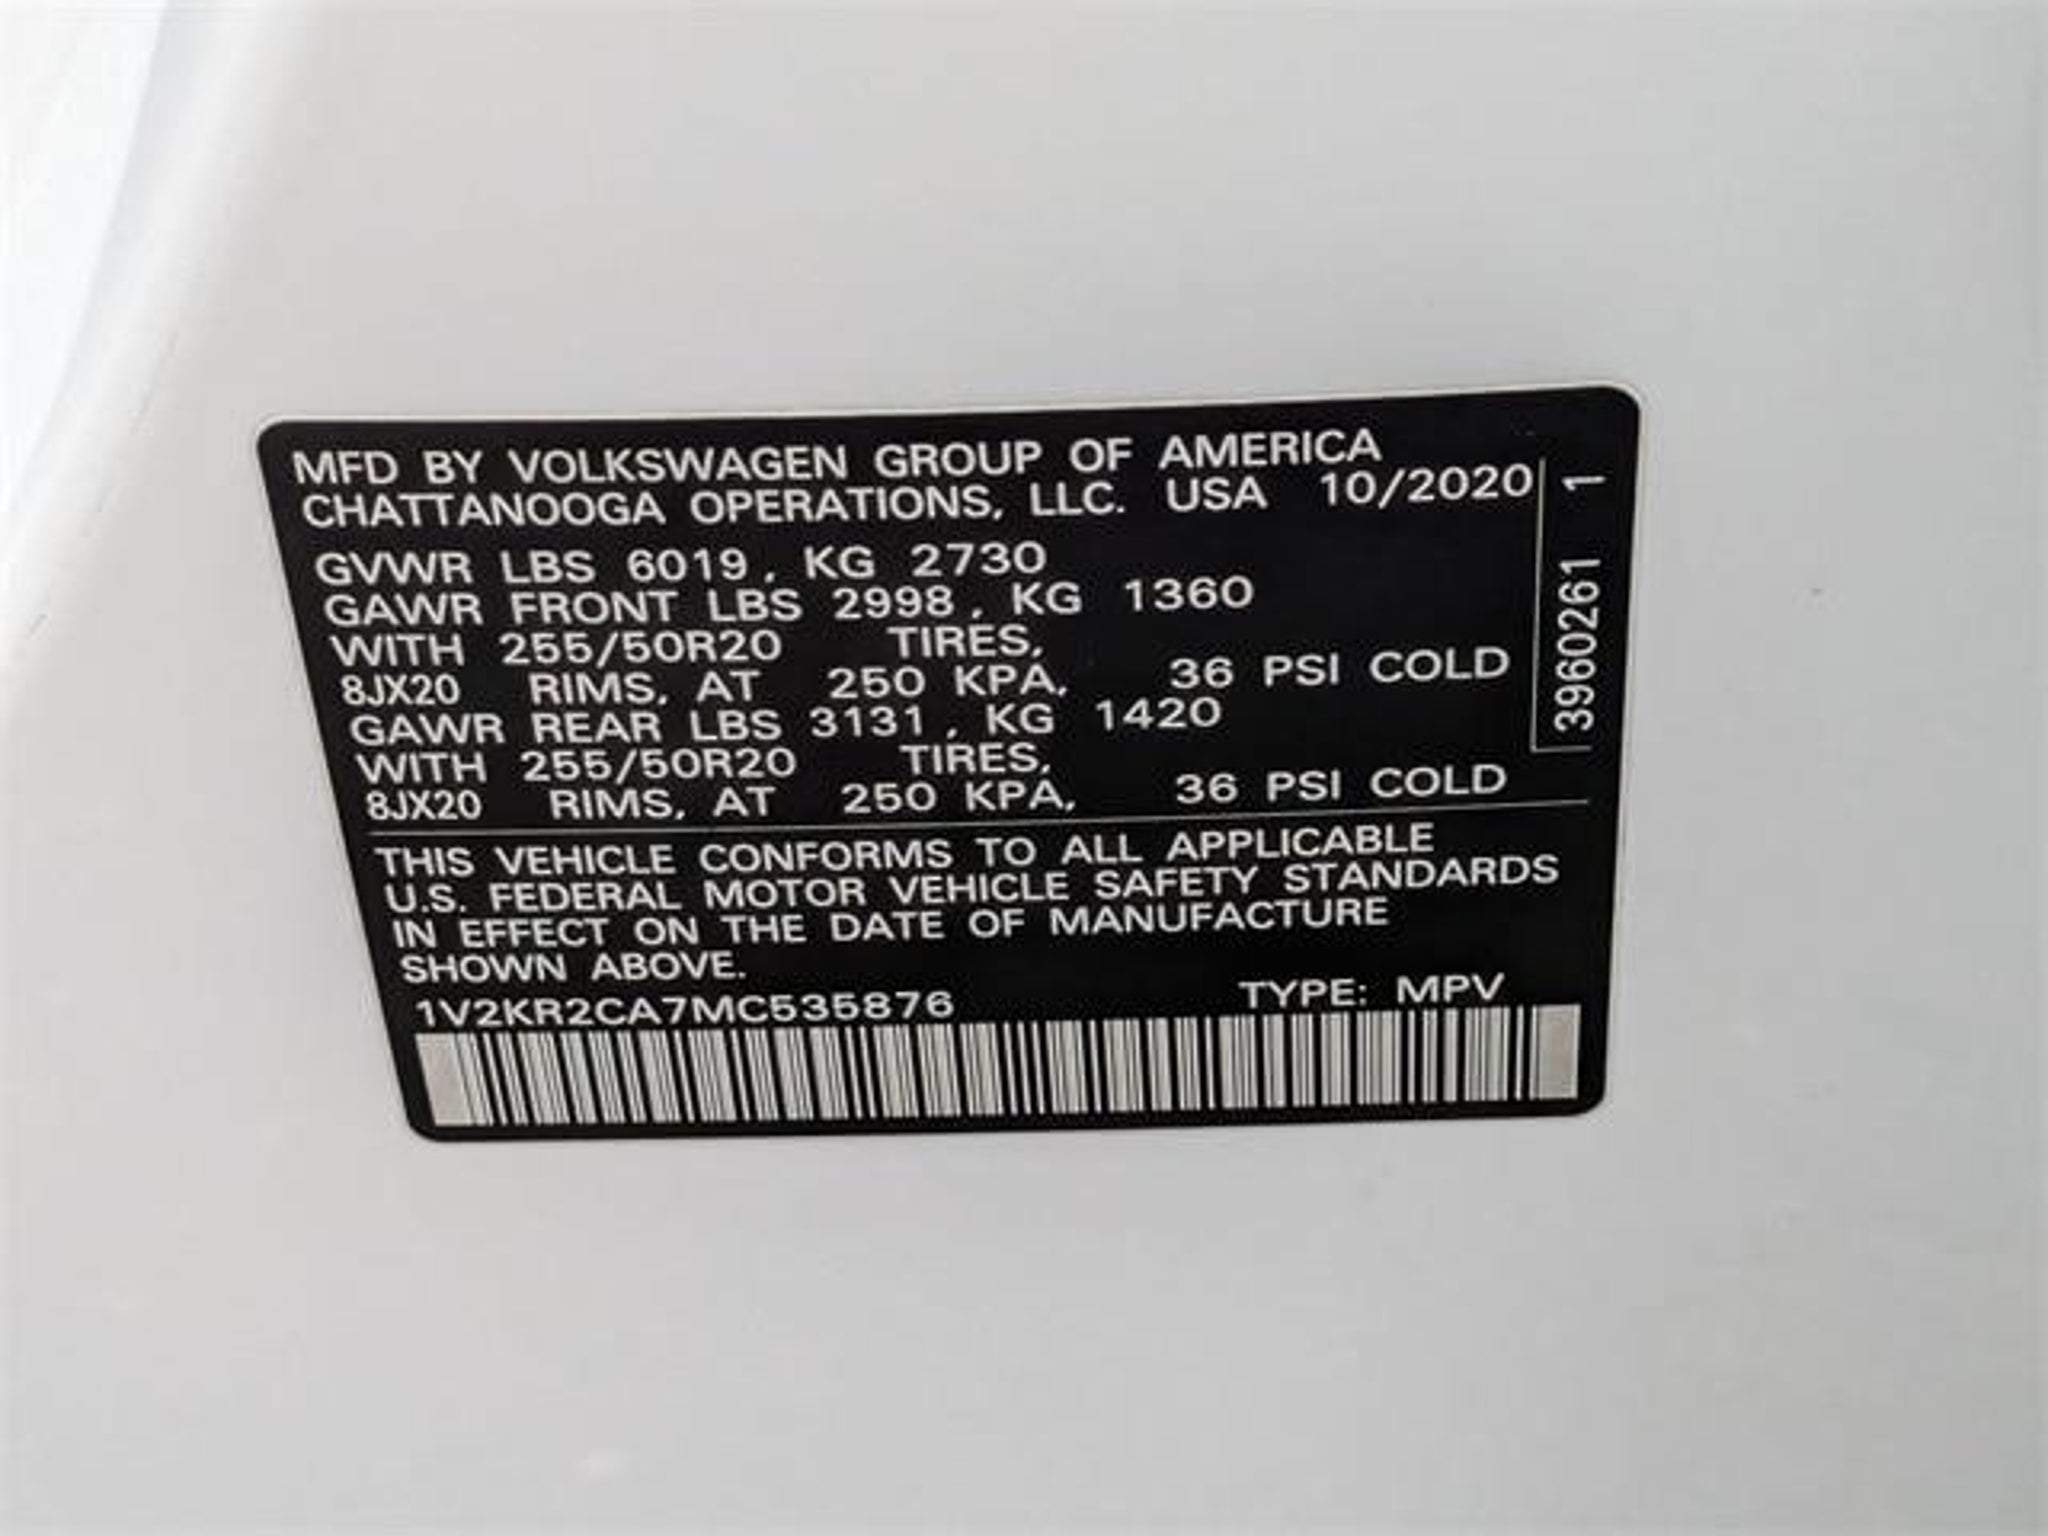 MFD BY VOLKSWAGEN GROUP OF AMERICA
CHATTANOOGA OPERATIONS, LLC. USA 10/2020
GVWR LBS 6019, KG 2730
GAWR FRONT LBS 2998, KG 1360
WITH 255/50R20 TIRES,
8JX20 RIMS, AT 250 KPA, 36 PSI COLD
GAWR REAR LBS 3131, KG 1420
WITH 255/50R20 TIRES,
8JX20 RIMS, AT 250 KPA, 36 PSI COLD
3960261 1
THIS VEHICLE CONFORMS TO ALL APPLICABLE
U.S. FEDERAL MOTOR VEHICLE SAFETY STANDARDS
IN EFFECT ON THE DATE OF MANUFACTURE
SHOWN ABOVE.
1V2KR2CA7MC535876 TYPE: MPV